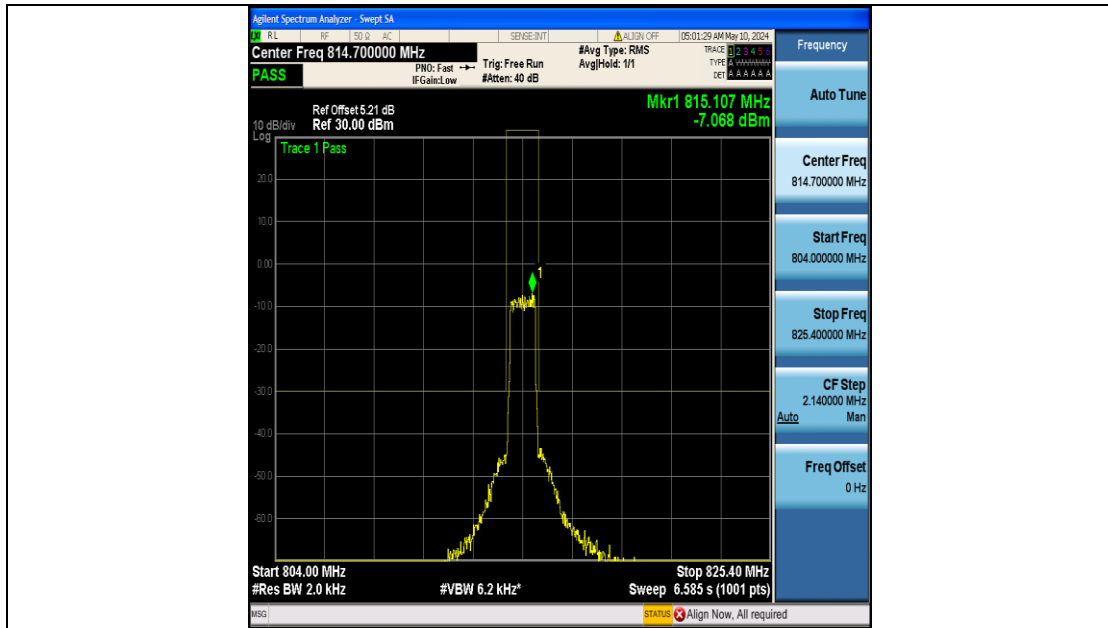 Agilent Spectrum Analyzer - Swept SA
RL RF 50 Ω AC SENSE:INT ALIGN OFF 05:01:29 AM May 10, 2024
Center Freq 814.700000 MHz
PASS
PNO: Fast
IFGain:Low
Trig: Free Run
#Atten: 40 dB
#Avg Type: RMS
Avg|Hold: 1/1
TRACE 1 2 3 4 5 6
TYPE A WWWWW
DET A A A A A A
Mkr1 815.107 MHz
-7.068 dBm
Ref Offset 5.21 dB
10 dB/div Ref 30.00 dBm
Log
Trace 1 Pass
20.0
10.0
0.00
1
-10.0
-20.0
-30.0
-40.0
-50.0
-60.0
Start 804.00 MHz Stop 825.40 MHz
#Res BW 2.0 kHz #VBW 6.2 kHz* Sweep 6.585 s (1001 pts)
MSG STATUS Align Now, All required
Frequency
Auto Tune
Center Freq
814.700000 MHz
Start Freq
804.000000 MHz
Stop Freq
825.400000 MHz
CF Step
2.140000 MHz
Auto Man
Freq Offset
0 Hz